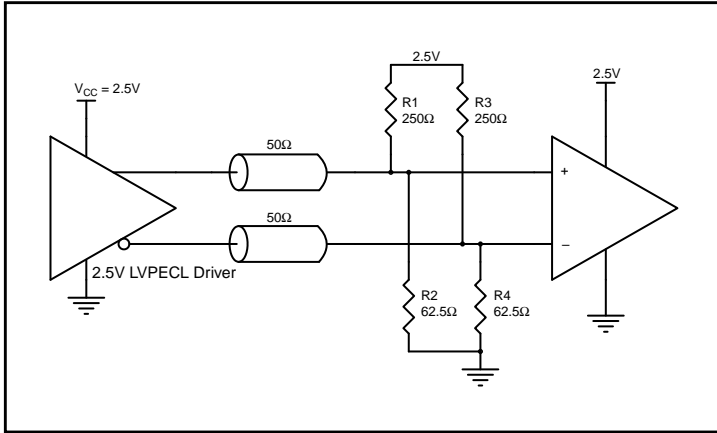 2.5V
V_CC = 2.5V
2.5V
R1
250Ω
R3
250Ω
50Ω
+
50Ω
−
2.5V LVPECL Driver
R2
62.5Ω
R4
62.5Ω